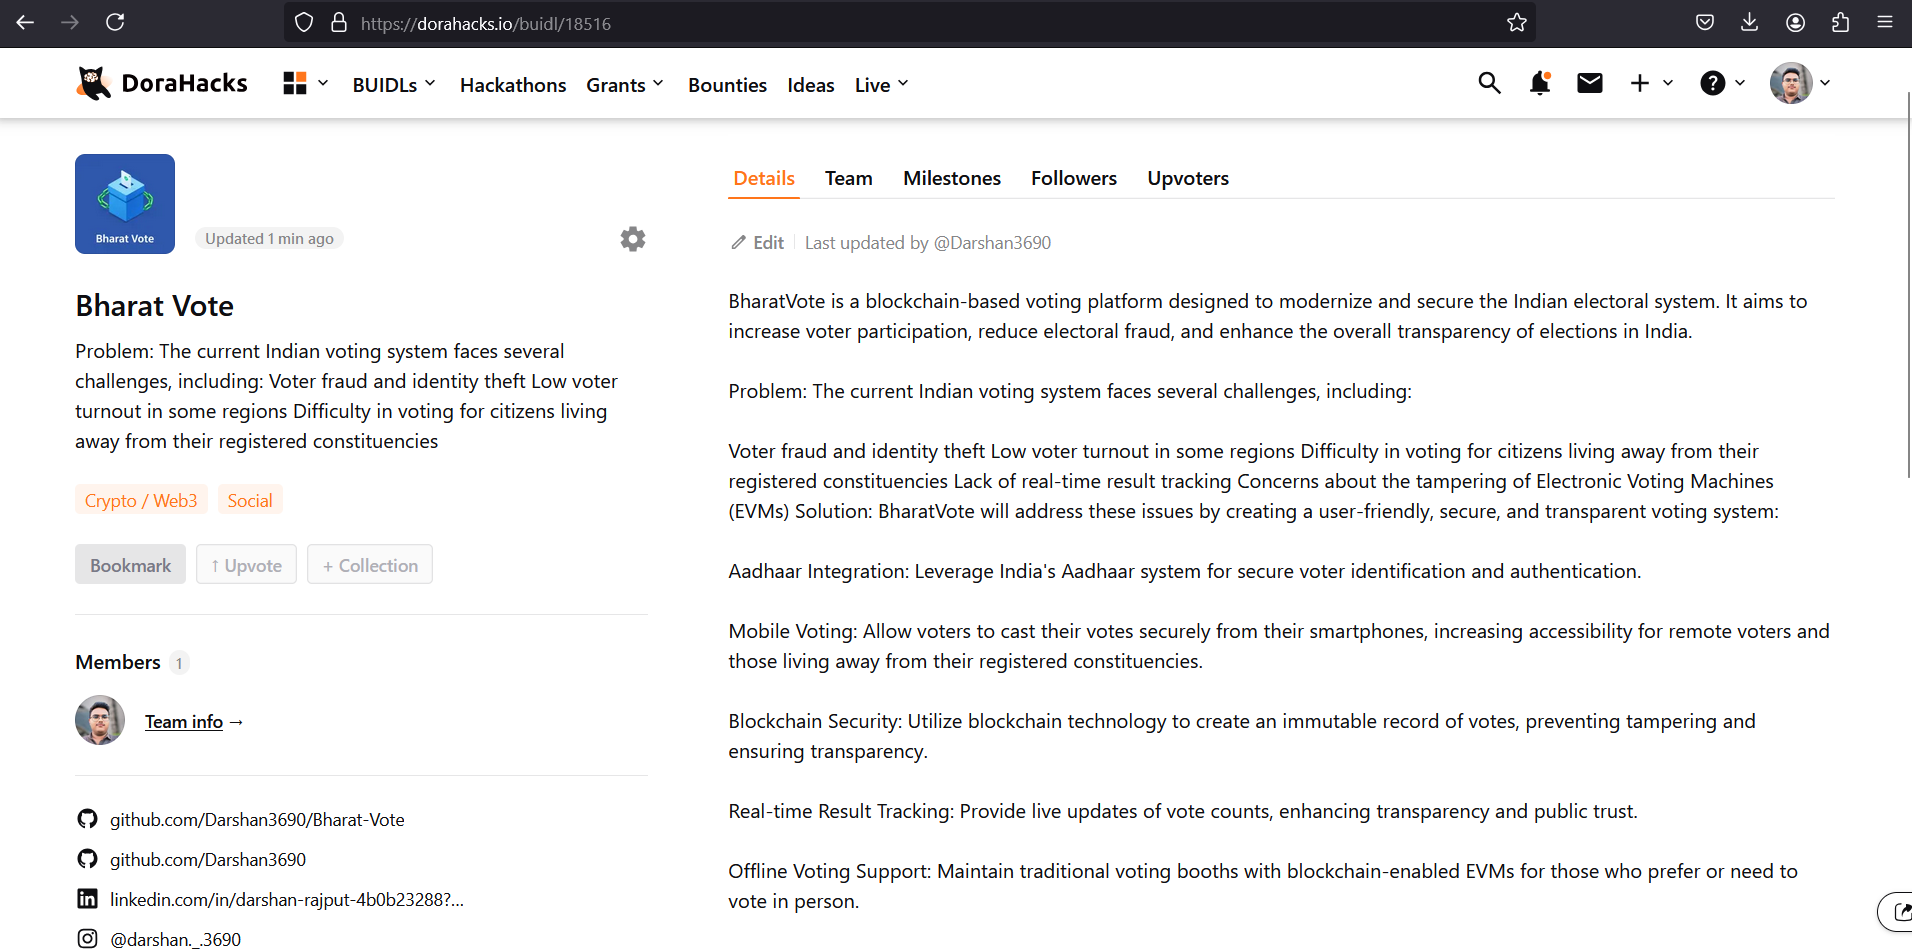 https://dorahacks.io/buidl/18516
DoraHacks
BUIDLs
Hackathons
Grants
Bounties
Ideas
Live
Bharat Vote
Updated 1 min ago
Bharat Vote
Problem: The current Indian voting system faces several
challenges, including: Voter fraud and identity theft Low voter
turnout in some regions Difficulty in voting for citizens living
away from their registered constituencies
Crypto / Web3
Social
Bookmark
↑ Upvote
+ Collection
Members 1
Team info →
github.com/Darshan3690/Bharat-Vote
github.com/Darshan3690
linkedin.com/in/darshan-rajput-4b0b23288?...
@darshan._.3690
Details
Team
Milestones
Followers
Upvoters
Edit
Last updated by @Darshan3690
BharatVote is a blockchain-based voting platform designed to modernize and secure the Indian electoral system. It aims to
increase voter participation, reduce electoral fraud, and enhance the overall transparency of elections in India.
Problem: The current Indian voting system faces several challenges, including:
Voter fraud and identity theft Low voter turnout in some regions Difficulty in voting for citizens living away from their
registered constituencies Lack of real-time result tracking Concerns about the tampering of Electronic Voting Machines
(EVMs) Solution: BharatVote will address these issues by creating a user-friendly, secure, and transparent voting system:
Aadhaar Integration: Leverage India's Aadhaar system for secure voter identification and authentication.
Mobile Voting: Allow voters to cast their votes securely from their smartphones, increasing accessibility for remote voters and
those living away from their registered constituencies.
Blockchain Security: Utilize blockchain technology to create an immutable record of votes, preventing tampering and
ensuring transparency.
Real-time Result Tracking: Provide live updates of vote counts, enhancing transparency and public trust.
Offline Voting Support: Maintain traditional voting booths with blockchain-enabled EVMs for those who prefer or need to
vote in person.